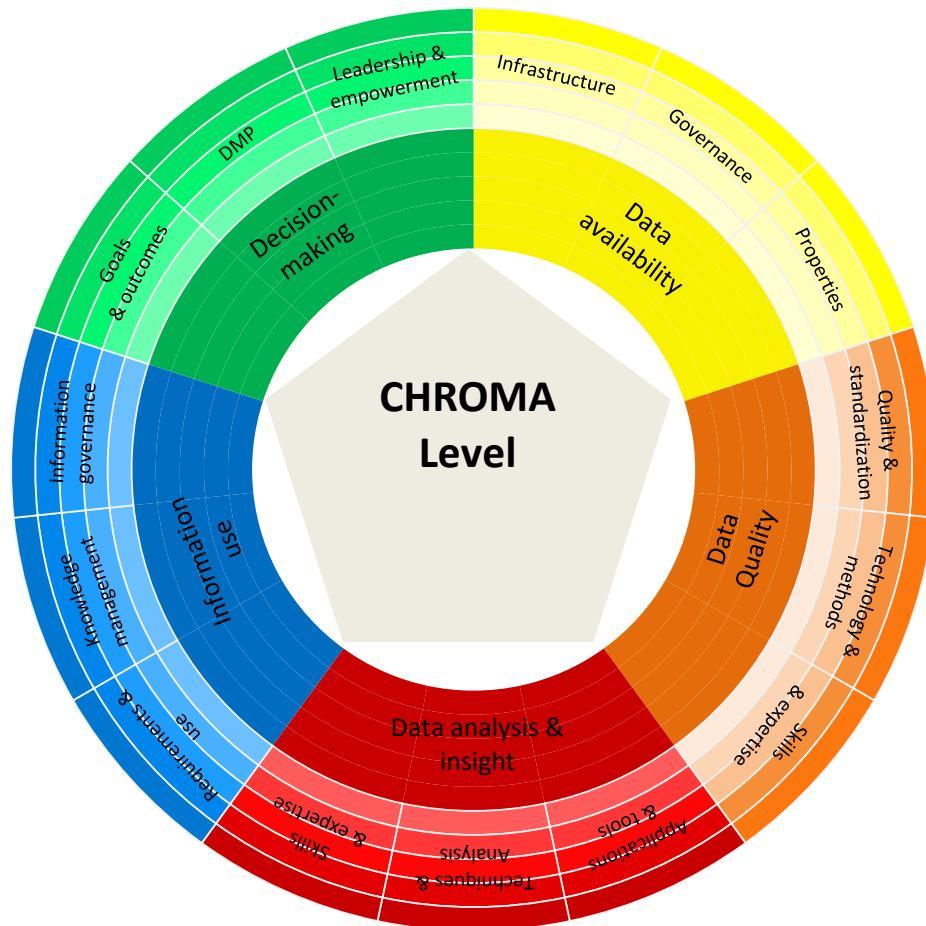 CHROMA
Level
Data
availability
Infrastructure
Governance
Properties
Data
Quality
Quality &
standardization
Technology &
methods
Skills
& expertise
Data analysis &
insight
Applications
& tools
Techniques &
Analysis
Skills
& expertise
Information
use
Requirements &
use
Knowledge
management
Information
governance
Decision-
making
Goals
& outcomes
DMP
Leadership &
empowerment